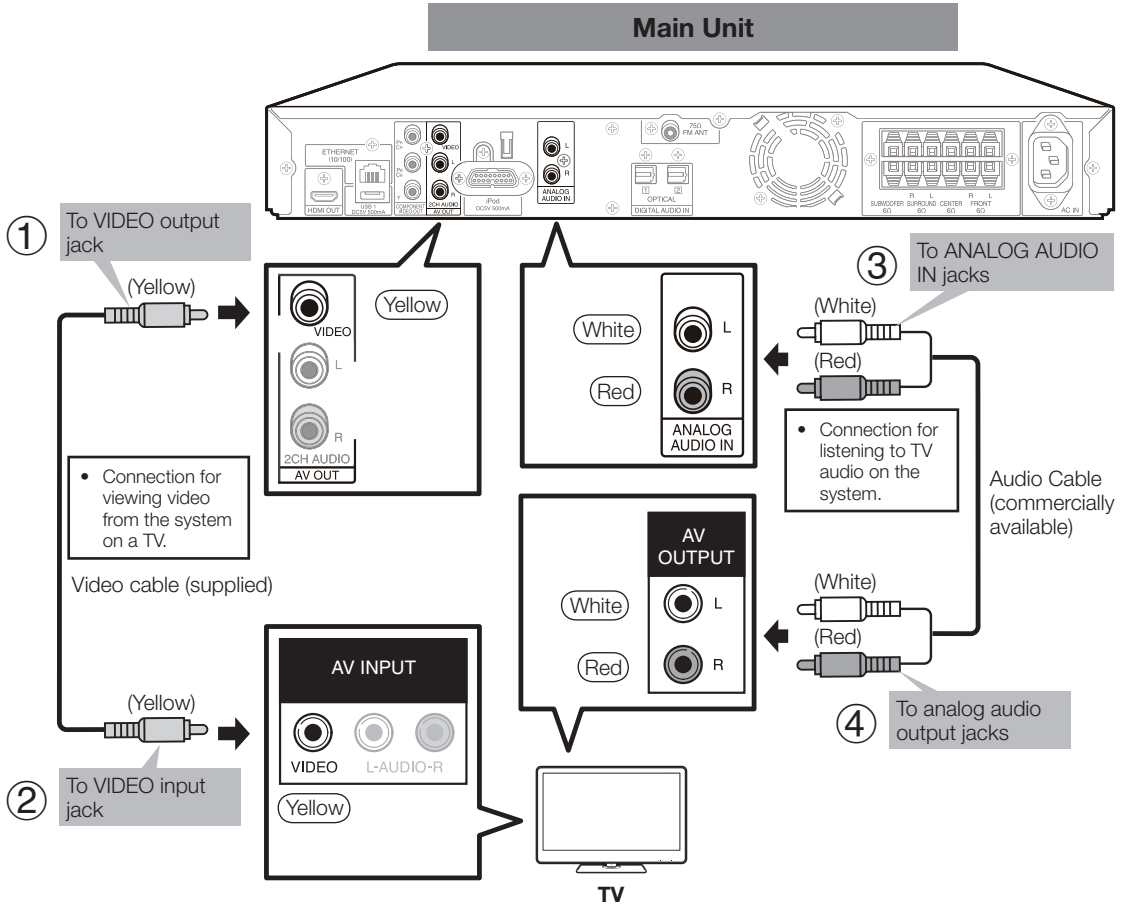 Main Unit
75Ω
FM ANT
ETHERNET
(10/100)
VIDEO
L
R
PR
CR
PB
CB
Y
HDMI OUT
USB 1
DC5V 500mA
COMPONENT
VIDEO OUT
2CH AUDIO
AV OUT
iPod
DC5V 500mA
L
R
ANALOG
AUDIO IN
1
2
OPTICAL
DIGITAL AUDIO IN
R L R L
SUBWOOFER SURROUND CENTER FRONT
6Ω 6Ω 6Ω 6Ω
AC IN
1
To VIDEO output
jack
(Yellow)
VIDEO
L
R
2CH AUDIO
AV OUT
(Yellow)
(White)
(Red)
L
R
ANALOG
AUDIO IN
3
To ANALOG AUDIO
IN jacks
(White)
(Red)
• Connection for
viewing video
from the system
on a TV.
Video cable (supplied)
• Connection for
listening to TV
audio on the
system.
Audio Cable
(commercially
available)
AV
OUTPUT
(White)
L
(Red)
R
(White)
(Red)
4
To analog audio
output jacks
(Yellow)
2
To VIDEO input
jack
AV INPUT
VIDEO
L-AUDIO-R
(Yellow)
TV